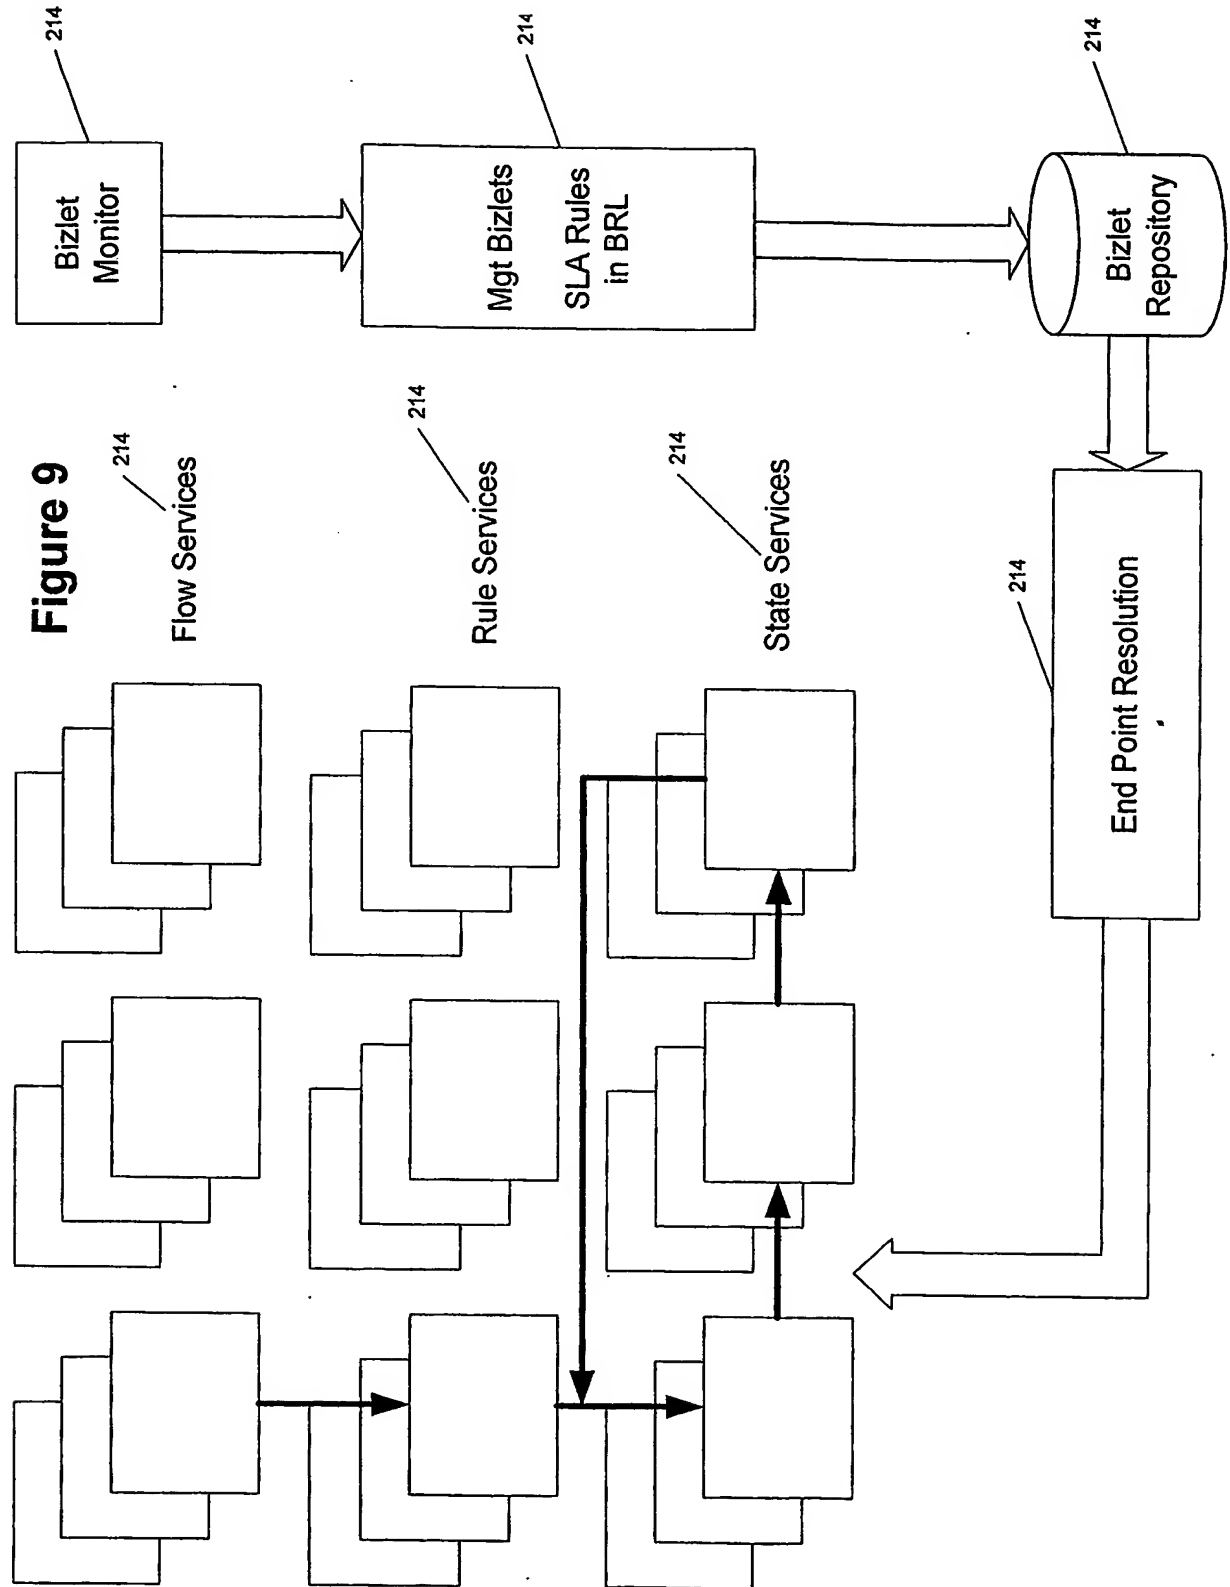 Figure 9
214
Flow Services
214
Rule Services
214
State Services
214
Bizlet
Monitor
214
Mgt Bizlets
SLA Rules
in BRL
214
Bizlet
Repository
214
End Point Resolution